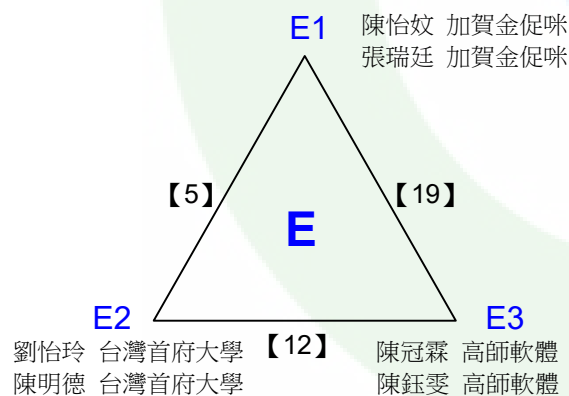 E1
陳怡妏 加賀金促咪
張瑞廷 加賀金促咪
【5】
【19】
E
E2
E3
劉怡玲 台灣首府大學
陳明德 台灣首府大學
【12】
陳冠霖 高師軟體
陳鈺雯 高師軟體